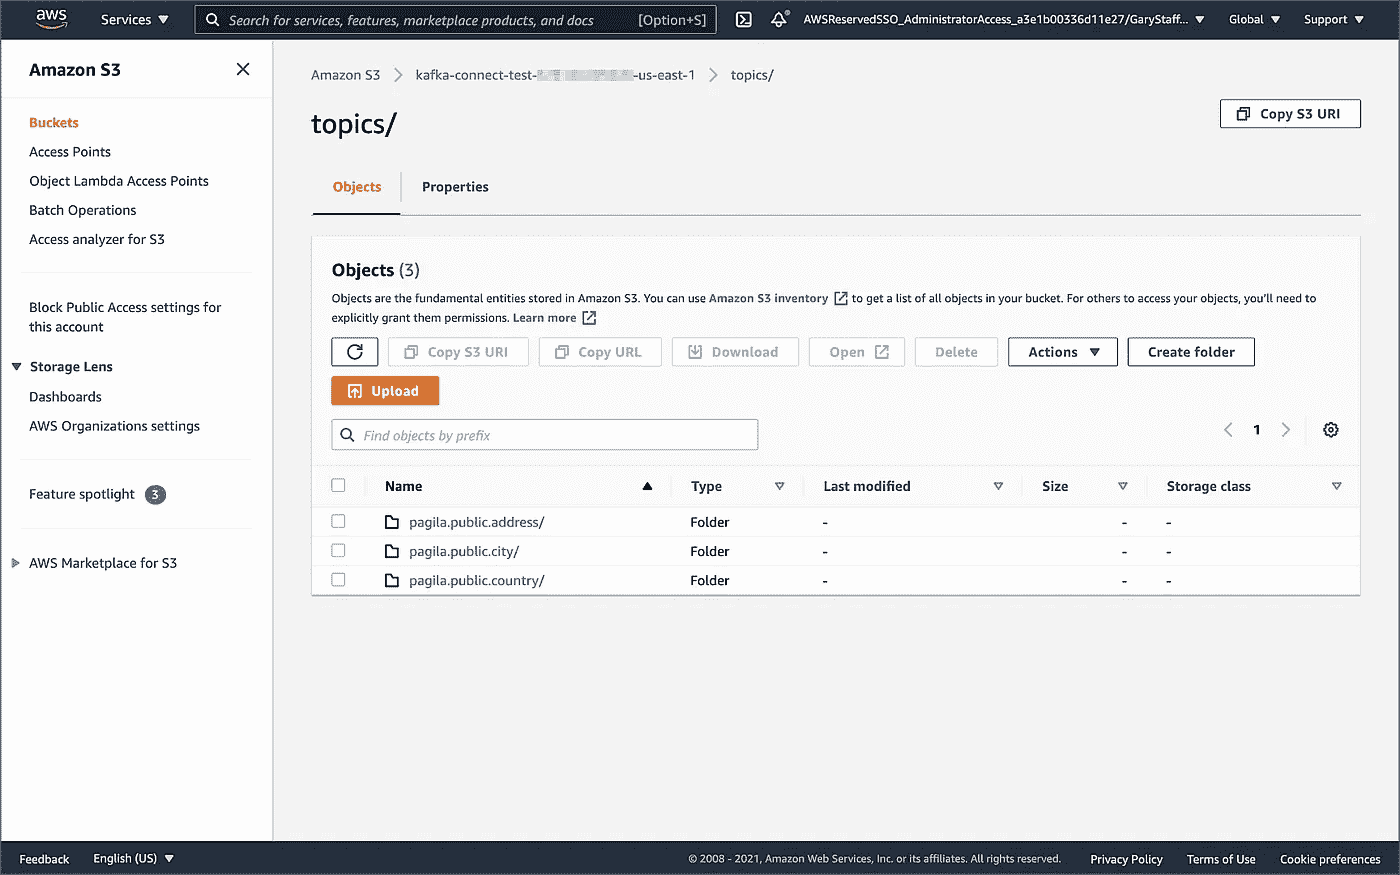 aws Services Search for services, features, marketplace products, and docs [Option+S] AWSReservedSSO_AdministratorAccess_a3e1b00336d11e27/GaryStaff... Global Support
Amazon S3
Buckets
Access Points
Object Lambda Access Points
Batch Operations
Access analyzer for S3
Block Public Access settings for
this account
Storage Lens
Dashboards
AWS Organizations settings
Feature spotlight 3
AWS Marketplace for S3
Amazon S3 kafka-connect-test- -us-east-1 topics/
topics/
Copy S3 URI
Objects Properties
Objects (3)
Objects are the fundamental entities stored in Amazon S3. You can use Amazon S3 inventory to get a list of all objects in your bucket. For others to access your objects, you'll need to
explicitly grant them permissions. Learn more
Copy S3 URI Copy URL Download Open Delete Actions Create folder
Upload
Find objects by prefix
1
Name Type Last modified Size Storage class
pagila.public.address/ Folder - - -
pagila.public.city/ Folder - - -
pagila.public.country/ Folder - - -
Feedback English (US) © 2008 - 2021, Amazon Web Services, Inc. or its affiliates. All rights reserved. Privacy Policy Terms of Use Cookie preferences